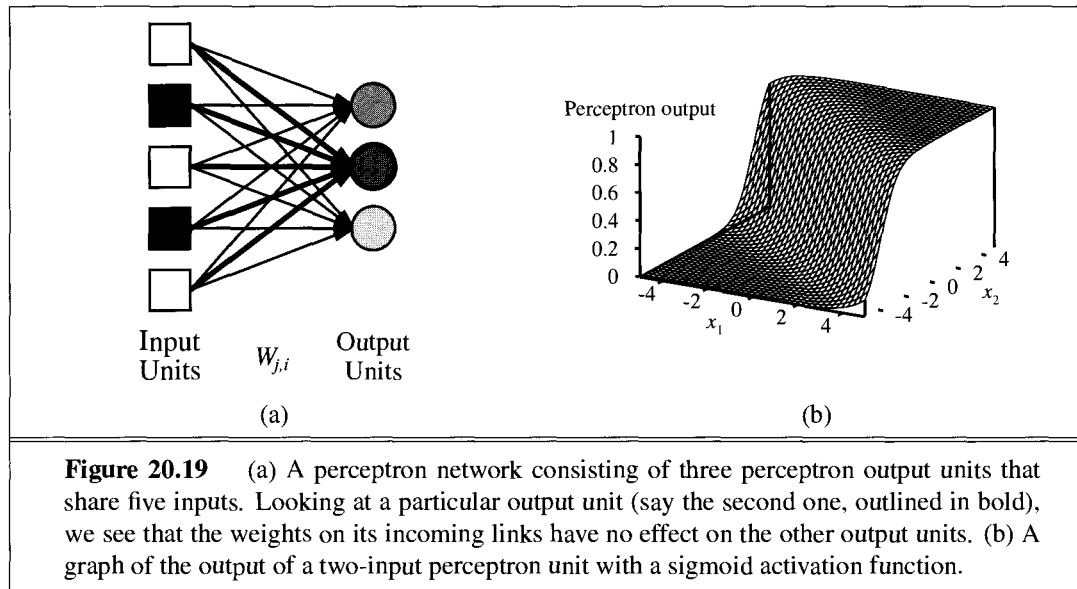 Input
Units
W_{j,i}
Output
Units
(a)
Perceptron output
1
0.8
0.6
0.4
0.2
0
-4
-2
0
2
4
x_1
-4
-2
0
2
4
x_2
(b)
Figure 20.19 (a) A perceptron network consisting of three perceptron output units that
share five inputs. Looking at a particular output unit (say the second one, outlined in bold),
we see that the weights on its incoming links have no effect on the other output units. (b) A
graph of the output of a two-input perceptron unit with a sigmoid activation function.